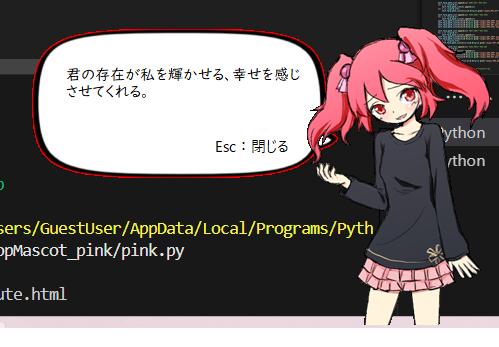 君の存在が私を輝かせる、幸せを感じ
させてくれる。
Esc : 閉じる
Python
ython
sers/GuestUser/AppData/Local/Programs/Pyth
opMascot_pink/pink.py
ute.html